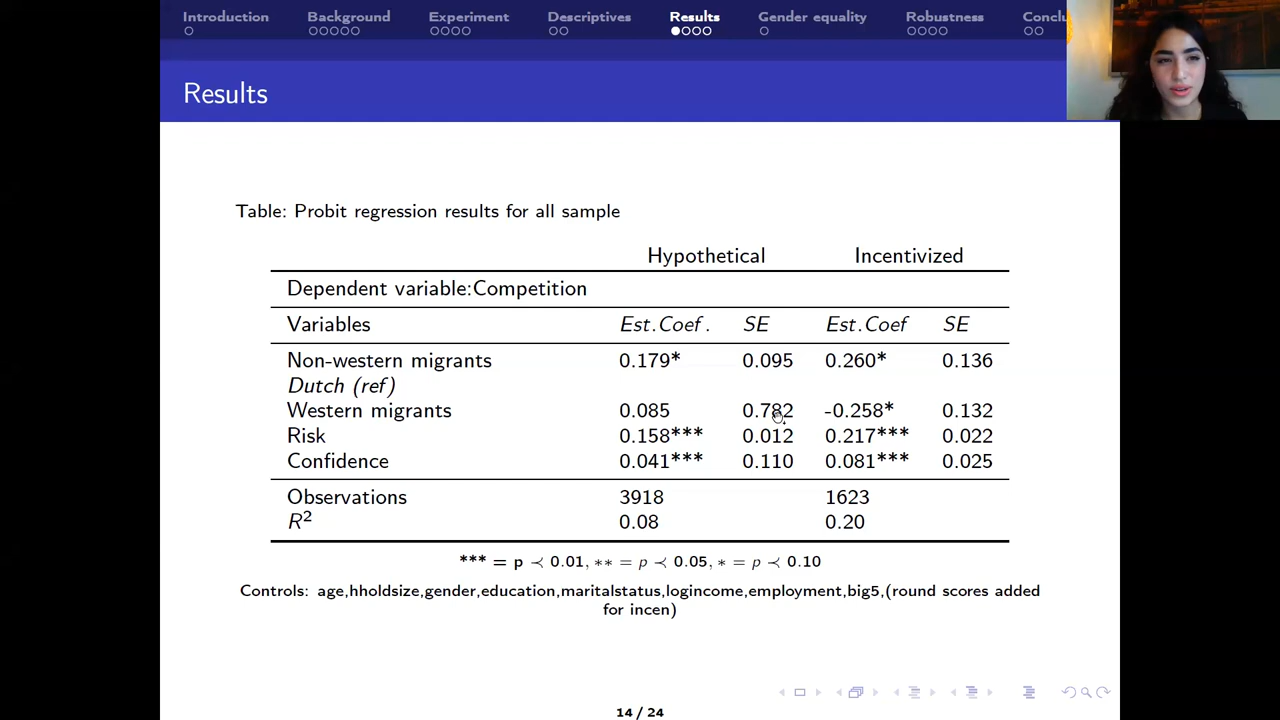 Introduction Background Experiment Descriptives Results Gender equality Robustness Conclu
Results
Table: Probit regression results for all sample
Hypothetical Incentivized
Dependent variable:Competition
Variables Est.Coef. SE Est.Coef SE
Non-western migrants 0.179* 0.095 0.260* 0.136
Dutch (ref)
Western migrants 0.085 0.782 -0.258* 0.132
Risk 0.158*** 0.012 0.217*** 0.022
Confidence 0.041*** 0.110 0.081*** 0.025
Observations 3918 1623
R² 0.08 0.20
*** = p ≺ 0.01, ** = p ≺ 0.05, * = p ≺ 0.10
Controls: age,hholdsize,gender,education,maritalstatus,logincome,employment,big5,(round scores added
for incen)
14 / 24